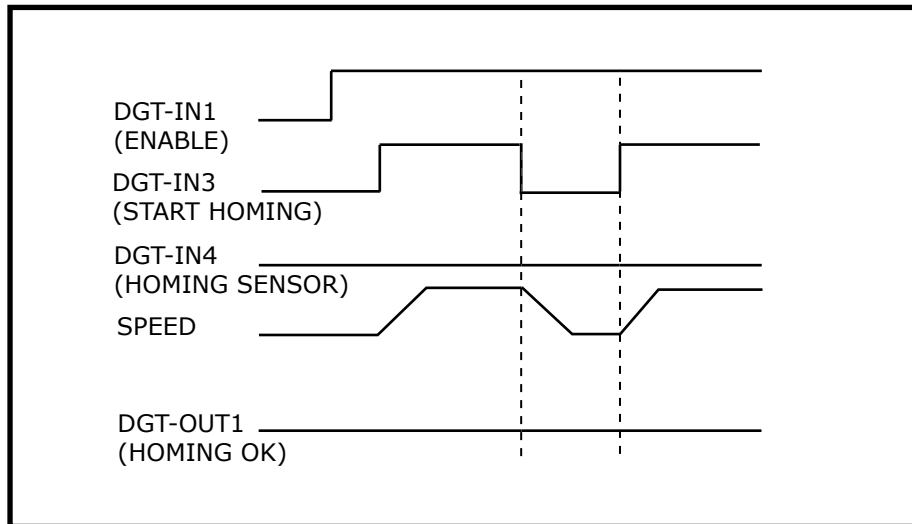 DGT-IN1
(ENABLE)
DGT-IN3
(START HOMING)
DGT-IN4
(HOMING SENSOR)
SPEED
DGT-OUT1
(HOMING OK)